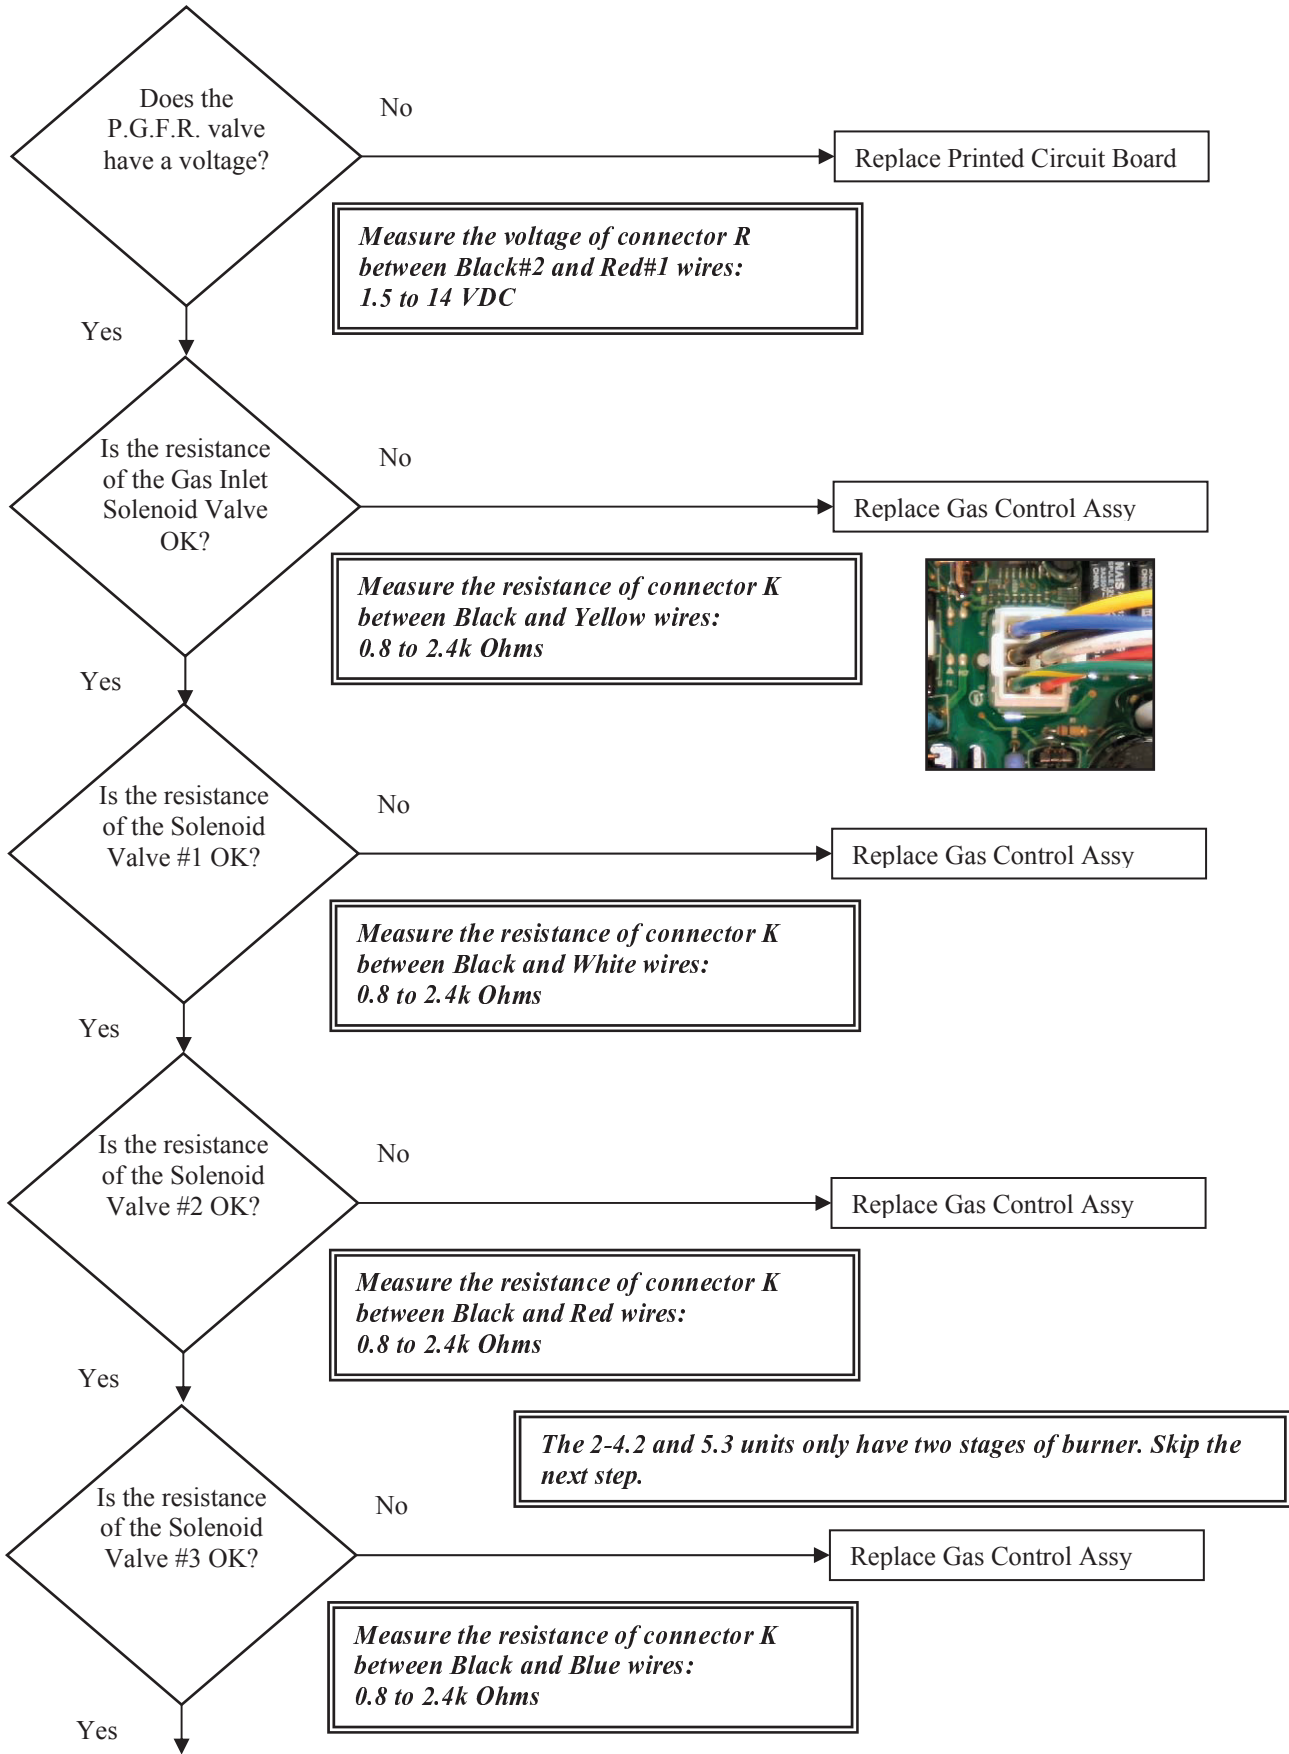 Does the
P.G.F.R. valve
have a voltage?
No
Replace Printed Circuit Board
Measure the voltage of connector R
between Black#2 and Red#1 wires:
1.5 to 14 VDC
Yes
Is the resistance
of the Gas Inlet
Solenoid Valve
OK?
No
Replace Gas Control Assy
Measure the resistance of connector K
between Black and Yellow wires:
0.8 to 2.4k Ohms
NAIS
Yes
Is the resistance
of the Solenoid
Valve #1 OK?
No
Replace Gas Control Assy
Measure the resistance of connector K
between Black and White wires:
0.8 to 2.4k Ohms
Yes
Is the resistance
of the Solenoid
Valve #2 OK?
No
Replace Gas Control Assy
Measure the resistance of connector K
between Black and Red wires:
0.8 to 2.4k Ohms
Yes
The 2-4.2 and 5.3 units only have two stages of burner. Skip the
next step.
Is the resistance
of the Solenoid
Valve #3 OK?
No
Replace Gas Control Assy
Measure the resistance of connector K
between Black and Blue wires:
0.8 to 2.4k Ohms
Yes